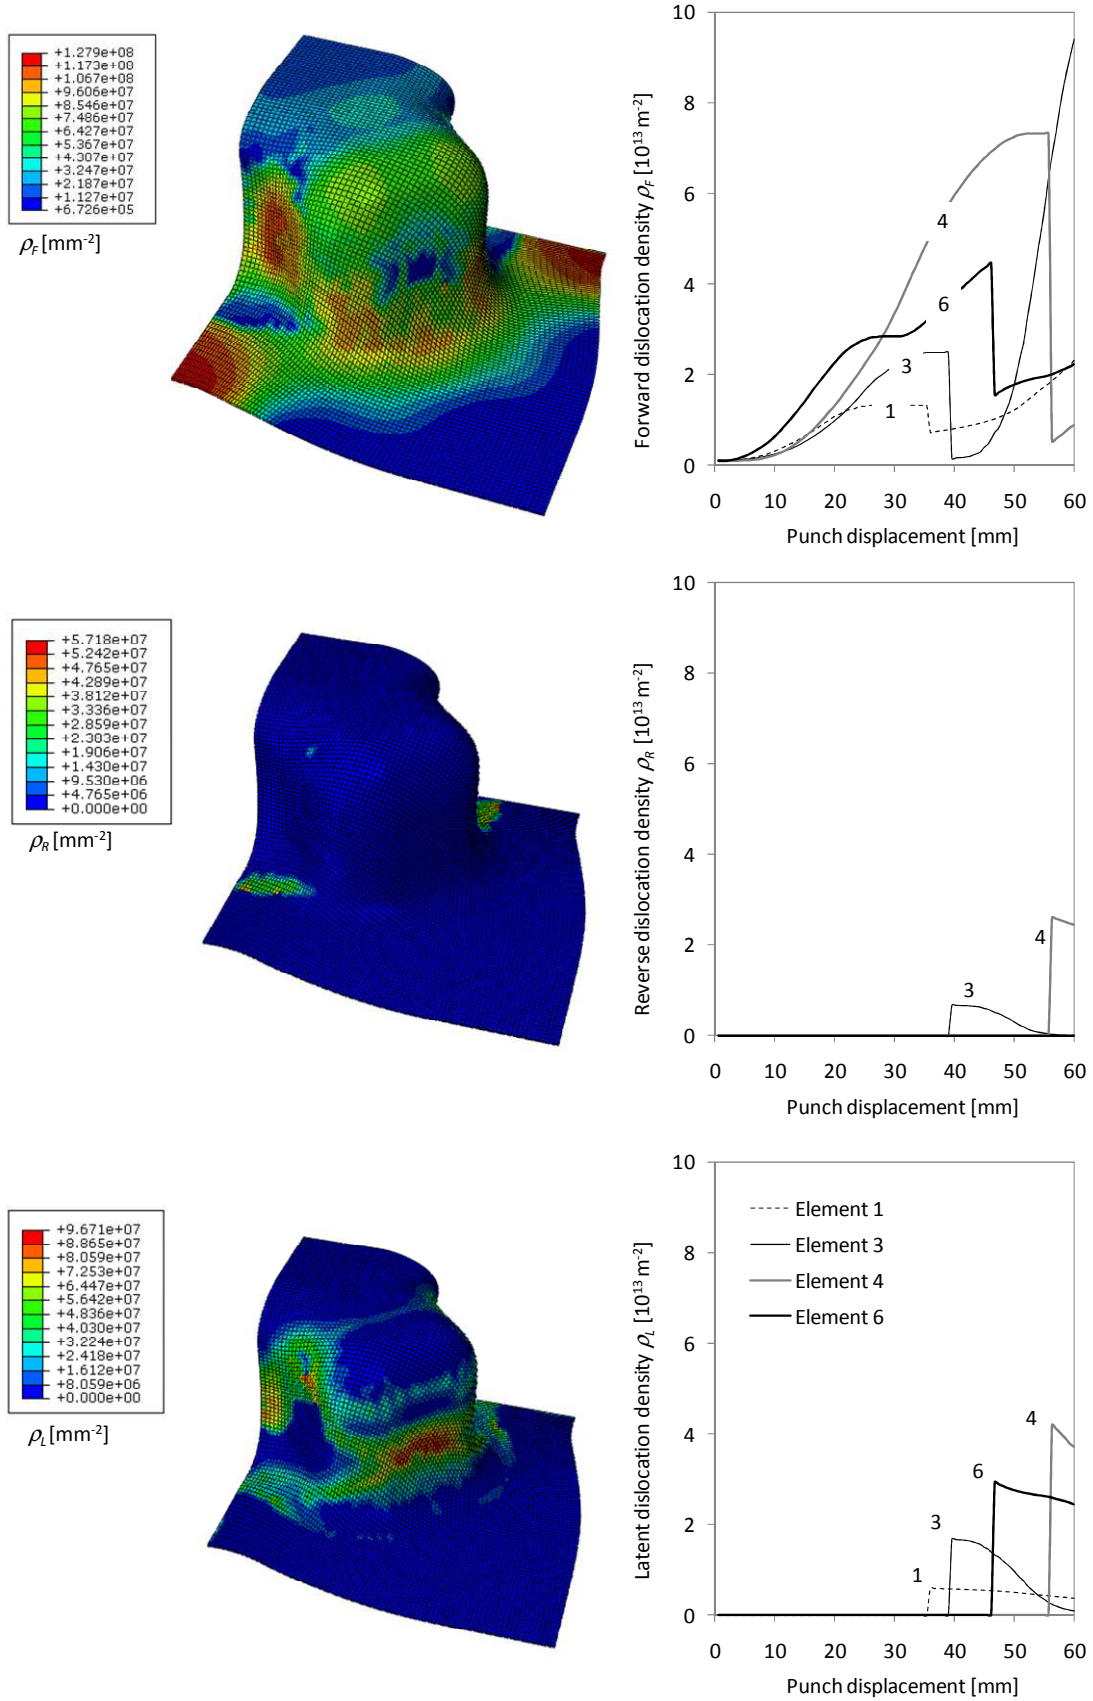 +1.279e+08
+1.173e+08
+1.067e+08
+9.606e+07
+8.546e+07
+7.486e+07
+6.427e+07
+5.367e+07
+4.307e+07
+3.247e+07
+2.187e+07
+1.127e+07
+6.726e+05
ρF [mm-2]
Forward dislocation density ρF [10^13 m-2]
10
8
6
4
2
0
4
6
3
1
0 10 20 30 40 50 60
Punch displacement [mm]
+5.718e+07
+5.242e+07
+4.765e+07
+4.289e+07
+3.812e+07
+3.336e+07
+2.859e+07
+2.383e+07
+1.906e+07
+1.430e+07
+9.530e+06
+4.765e+06
+0.000e+00
ρR [mm-2]
Reverse dislocation density ρR [10^13 m-2]
10
8
6
4
2
0
4
3
0 10 20 30 40 50 60
Punch displacement [mm]
+9.671e+07
+8.865e+07
+8.059e+07
+7.253e+07
+6.447e+07
+5.642e+07
+4.836e+07
+4.030e+07
+3.224e+07
+2.418e+07
+1.612e+07
+8.059e+06
+0.000e+00
ρL [mm-2]
Latent dislocation density ρL [10^13 m-2]
10
8
6
4
2
0
Element 1
Element 3
Element 4
Element 6
4
6
3
1
0 10 20 30 40 50 60
Punch displacement [mm]